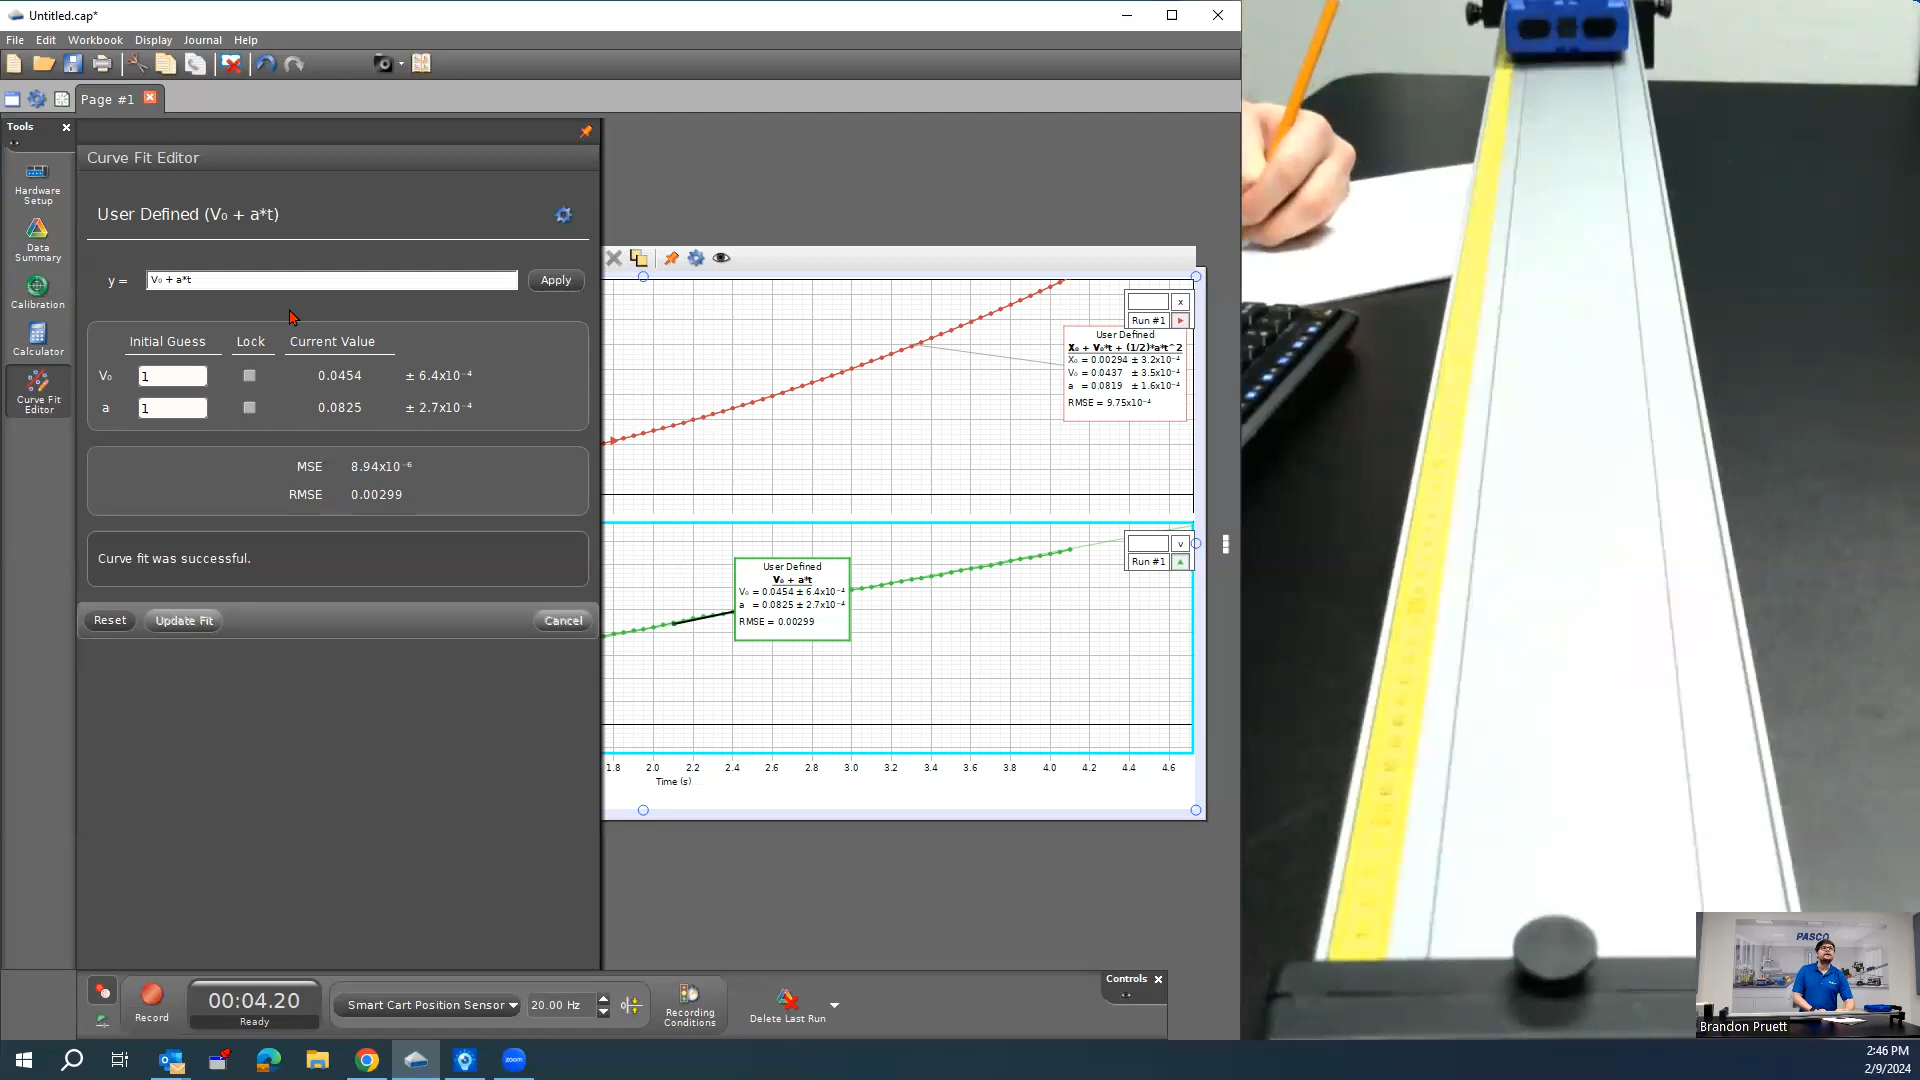 Untitled.cap*
File Edit Workbook Display Journal Help
Page #1
Tools
Hardware Setup
Data Summary
Calibration
Calculator
Curve Fit Editor
Curve Fit Editor
User Defined (V₀ + a*t)
y = V₀ + a*t Apply
Initial Guess Lock Current Value
V₀ 1 0.0454 ± 6.4x10⁻⁴
a 1 0.0825 ± 2.7x10⁻⁴
MSE 8.94x10⁻⁶
RMSE 0.00299
Curve fit was successful.
Reset Update Fit Cancel
x
Run #1
User Defined
X₀ + V₀*t + (1/2)*a*t^2
X₀ = 0.00294 ± 3.2x10⁻⁴
V₀ = 0.0437 ± 3.5x10⁻⁴
a = 0.0819 ± 1.6x10⁻⁴
RMSE = 9.75x10⁻⁴
v
Run #1
User Defined
V₀ + a*t
V₀ = 0.0454 ± 6.4x10⁻⁴
a = 0.0825 ± 2.7x10⁻⁴
RMSE = 0.00299
1.8 2.0 2.2 2.4 2.6 2.8 3.0 3.2 3.4 3.6 3.8 4.0 4.2 4.4 4.6
Time (s)
Record
00:04.20
Ready
Smart Cart Position Sensor
20.00 Hz
Recording Conditions
Delete Last Run
Controls
PASCO
Brandon Pruett
zoom
2:46 PM
2/9/2024